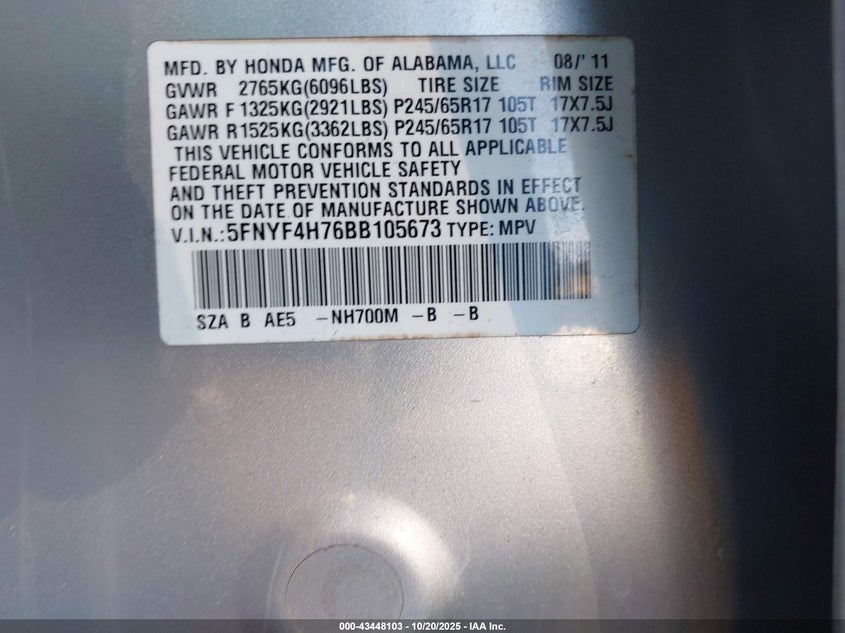 MFD. BY HONDA MFG. OF ALABAMA, LLC 08/'11
GVWR 2765KG(6096LBS) TIRE SIZE RIM SIZE
GAWR F 1325KG(2921LBS) P245/65R17 105T 17X7.5J
GAWR R1525KG(3362LBS) P245/65R17 105T 17X7.5J
THIS VEHICLE CONFORMS TO ALL APPLICABLE
FEDERAL MOTOR VEHICLE SAFETY
AND THEFT PREVENTION STANDARDS IN EFFECT
ON THE DATE OF MANUFACTURE SHOWN ABOVE.
V.I.N.:5FNYF4H76BB105673 TYPE: MPV
SZA B AE5 -NH700M -B -B
000-43448103 - 10/20/2025 - IAA Inc.